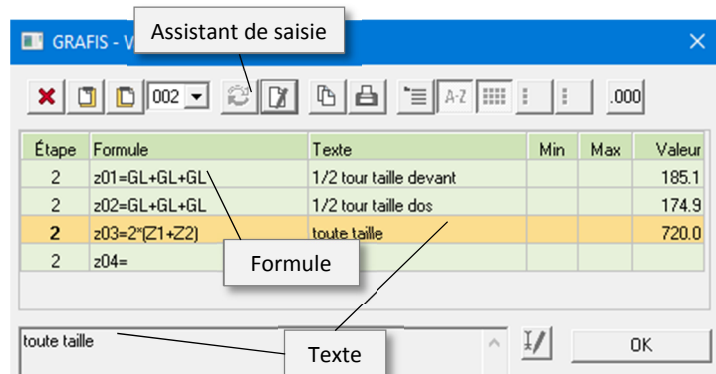 Assistant de saisie
GRAFIS - V
002
A-Z
.000
Étape Formule Texte Min Max Valeur
2 z01=GL+GL+GL 1/2 tour taille devant 185.1
2 z02=GL+GL+GL 1/2 tour taille dos 174.9
2 z03=2*(Z1+Z2) toute taille 720.0
2 z04=
Formule
toute taille
Texte
OK